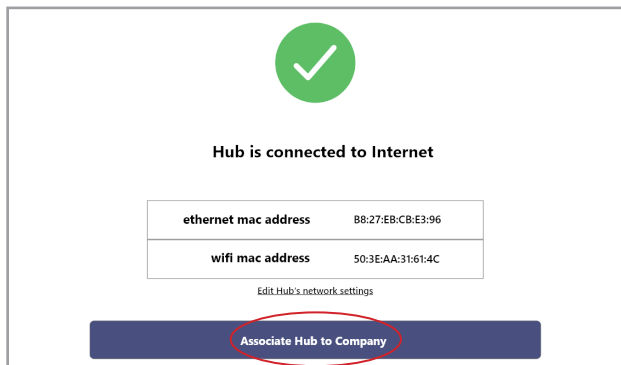 Hub is connected to Internet
ethernet mac address B8:27:EB:CB:E3:96
wifi mac address 50:3E:AA:31:61:4C
Edit Hub's network settings
Associate Hub to Company